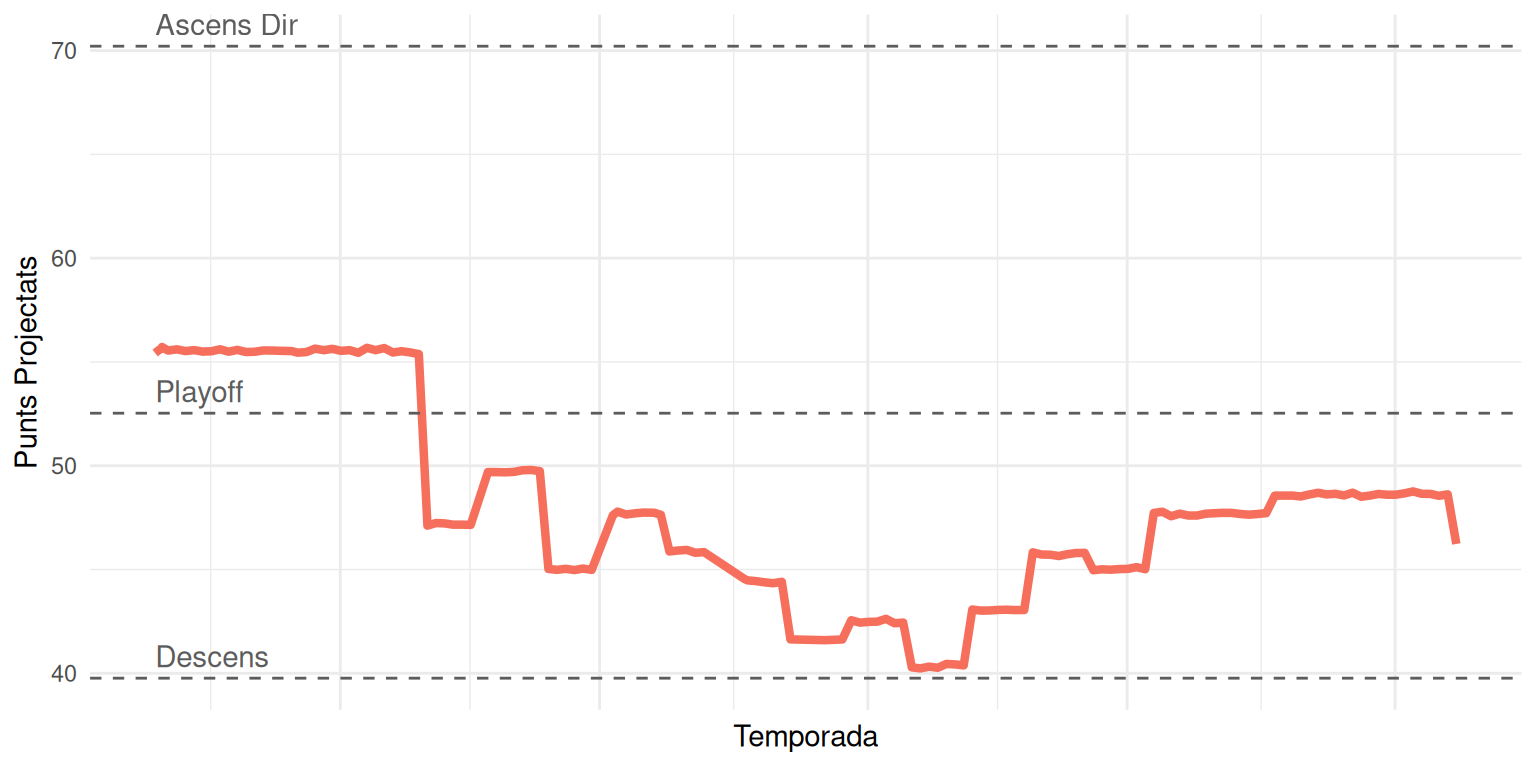 Ascens Dir
70
60
Playoff
50
Descens
40
Punts Projectats
Temporada